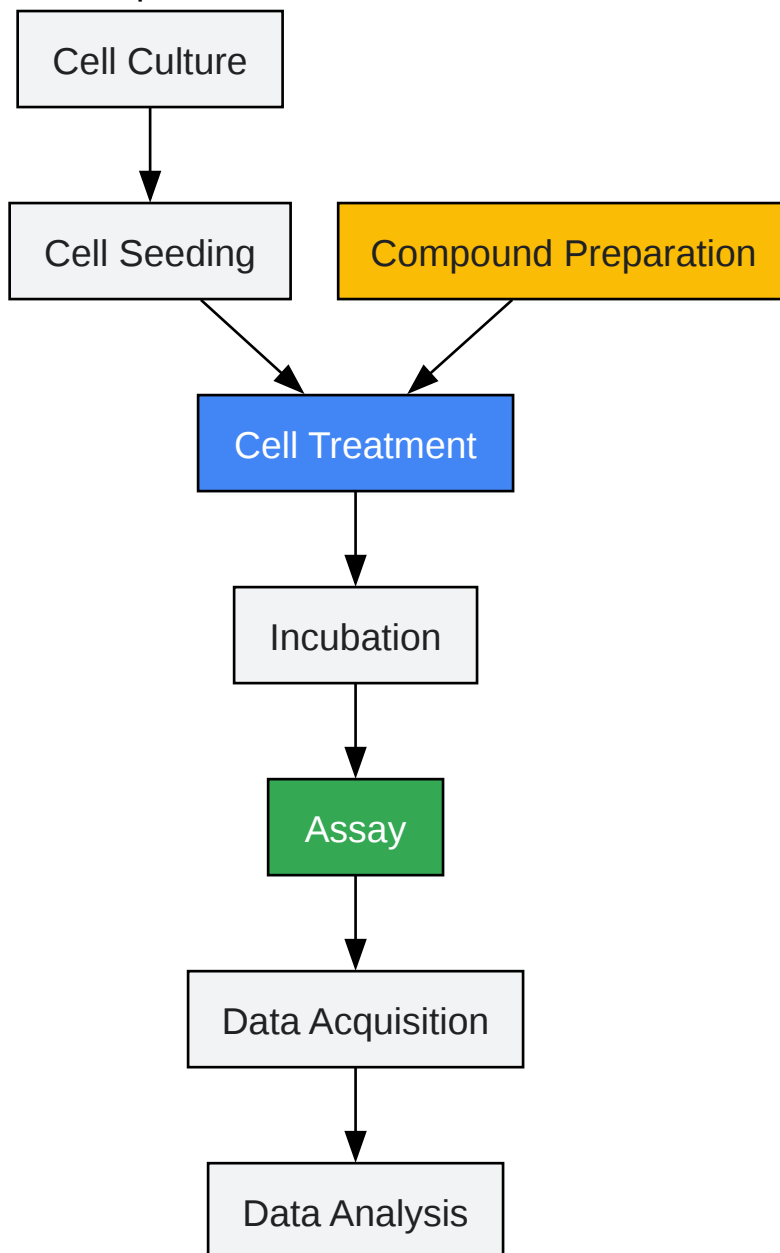 Cell Culture
Cell Seeding
Compound Preparation
Cell Treatment
Incubation
Assay
Data Acquisition
Data Analysis